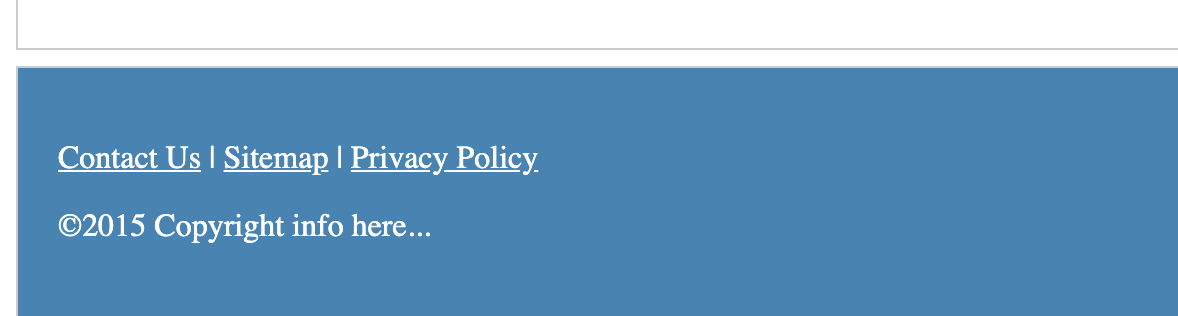 Contact Us | Sitemap | Privacy Policy
©2015 Copyright info here...